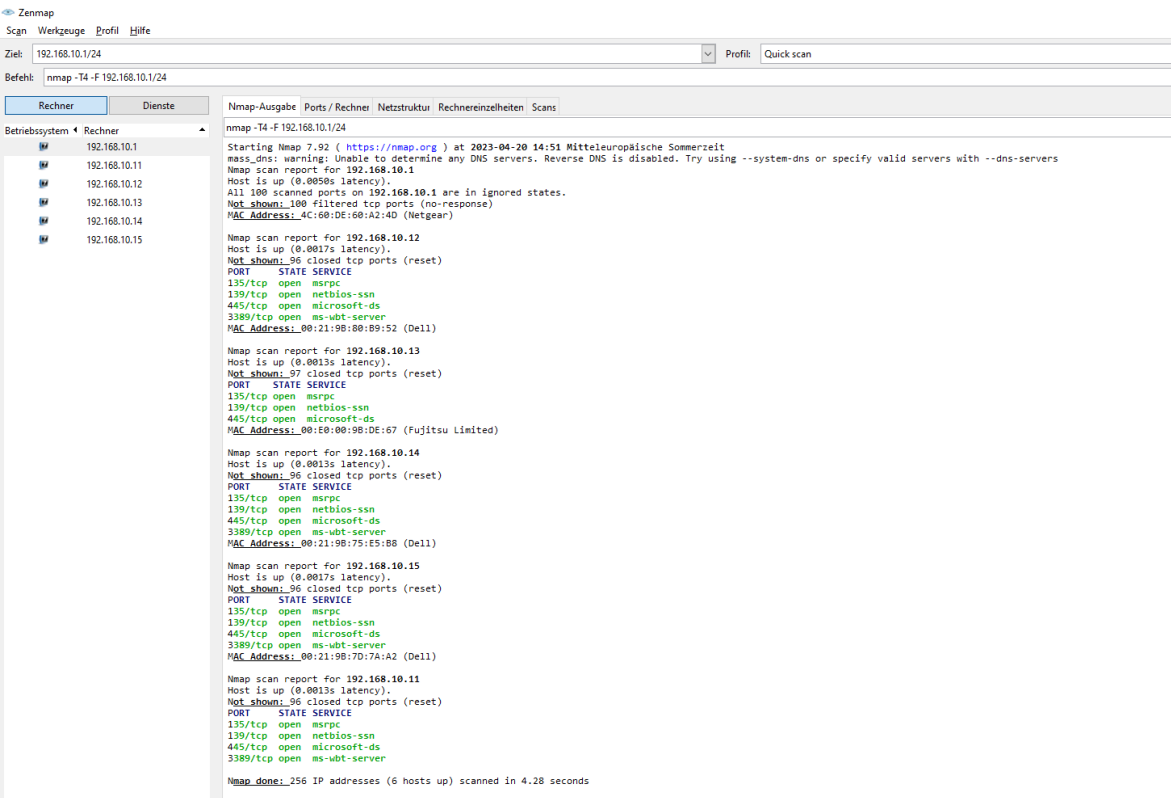 Zenmap
Scan Werkzeuge Profil Hilfe
Ziel: 192.168.10.1/24 Profil: Quick scan
Befehl: nmap -T4 -F 192.168.10.1/24
Rechner Dienste
Nmap-Ausgabe Ports / Rechner Netzstruktur Rechnereinzelheiten Scans
Betriebssystem Rechner
192.168.10.1
192.168.10.11
192.168.10.12
192.168.10.13
192.168.10.14
192.168.10.15
nmap -T4 -F 192.168.10.1/24
Starting Nmap 7.92 ( https://nmap.org ) at 2023-04-20 14:51 Mitteleuropäische Sommerzeit
mass_dns: warning: Unable to determine any DNS servers. Reverse DNS is disabled. Try using --system-dns or specify valid servers with --dns-servers
Nmap scan report for 192.168.10.1
Host is up (0.0050s latency).
All 100 scanned ports on 192.168.10.1 are in ignored states.
Not shown: 100 filtered tcp ports (no-response)
MAC Address: 4C:60:DE:60:A2:4D (Netgear)
Nmap scan report for 192.168.10.12
Host is up (0.0017s latency).
Not shown: 96 closed tcp ports (reset)
PORT STATE SERVICE
135/tcp open msrpc
139/tcp open netbios-ssn
445/tcp open microsoft-ds
3389/tcp open ms-wbt-server
MAC Address: 00:21:9B:80:B9:52 (Dell)
Nmap scan report for 192.168.10.13
Host is up (0.0013s latency).
Not shown: 97 closed tcp ports (reset)
PORT STATE SERVICE
135/tcp open msrpc
139/tcp open netbios-ssn
445/tcp open microsoft-ds
MAC Address: 00:E0:00:9B:DE:67 (Fujitsu Limited)
Nmap scan report for 192.168.10.14
Host is up (0.0013s latency).
Not shown: 96 closed tcp ports (reset)
PORT STATE SERVICE
135/tcp open msrpc
139/tcp open netbios-ssn
445/tcp open microsoft-ds
3389/tcp open ms-wbt-server
MAC Address: 00:21:9B:75:E5:B8 (Dell)
Nmap scan report for 192.168.10.15
Host is up (0.0017s latency).
Not shown: 96 closed tcp ports (reset)
PORT STATE SERVICE
135/tcp open msrpc
139/tcp open netbios-ssn
445/tcp open microsoft-ds
3389/tcp open ms-wbt-server
MAC Address: 00:21:9B:7D:7A:A2 (Dell)
Nmap scan report for 192.168.10.11
Host is up (0.0013s latency).
Not shown: 96 closed tcp ports (reset)
PORT STATE SERVICE
135/tcp open msrpc
139/tcp open netbios-ssn
445/tcp open microsoft-ds
3389/tcp open ms-wbt-server
Nmap done: 256 IP addresses (6 hosts up) scanned in 4.28 seconds